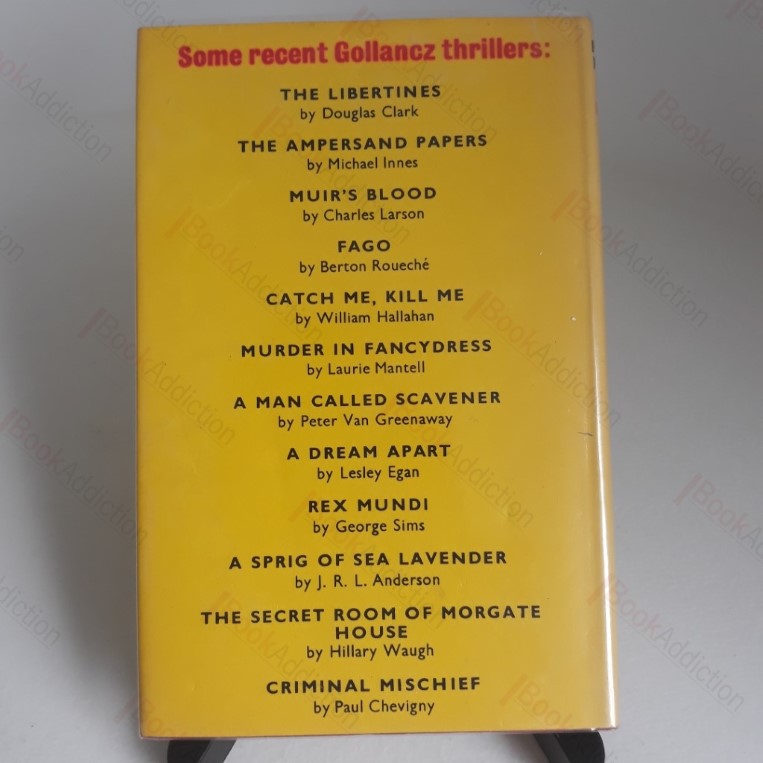 Some recent Gollancz thrillers:
THE LIBERTINES
by Douglas Clark
THE AMPERSAND PAPERS
by Michael Innes
MUIR'S BLOOD
by Charles Larson
FAGO
by Berton Roueché
CATCH ME, KILL ME
by William Hallahan
MURDER IN FANCYDRESS
by Laurie Mantell
A MAN CALLED SCAVENER
by Peter Van Greenaway
A DREAM APART
by Lesley Egan
REX MUNDI
by George Sims
A SPRIG OF SEA LAVENDER
by J. R. L. Anderson
THE SECRET ROOM OF MORGATE
HOUSE
by Hillary Waugh
CRIMINAL MISCHIEF
by Paul Chevigny
BookAddiction